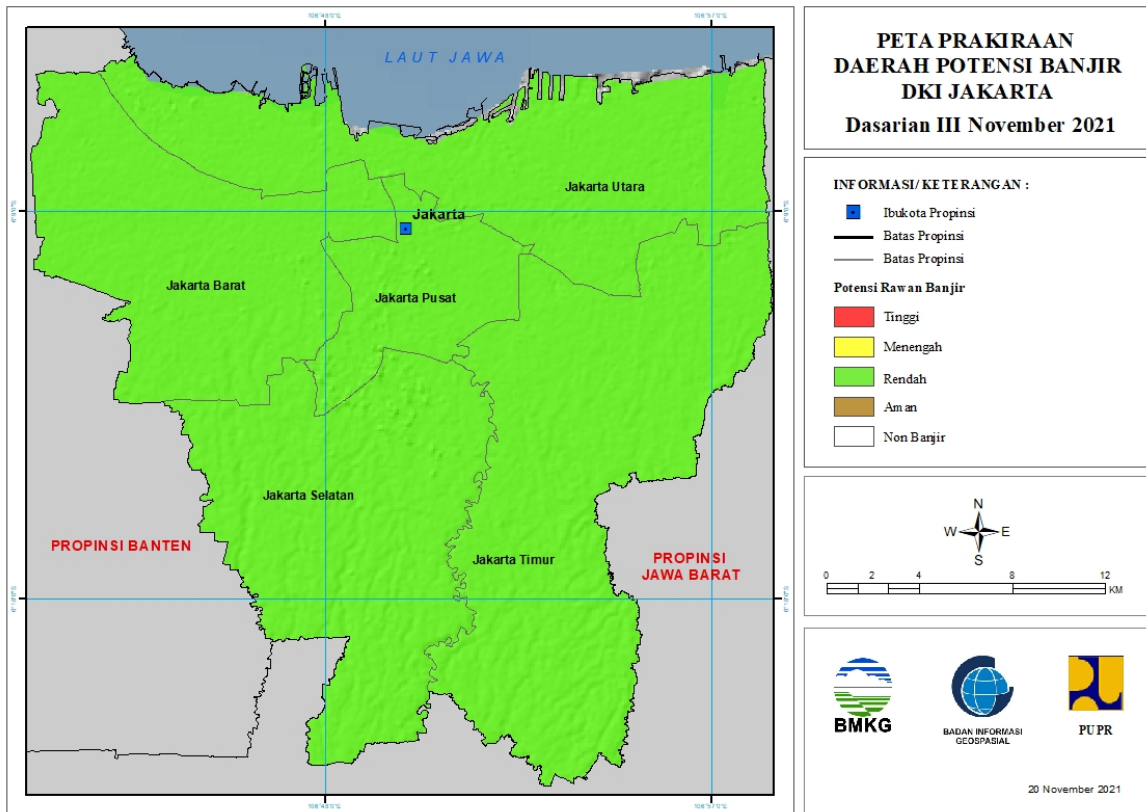 PETA PRAKIRAAN
DAERAH POTENSI BANJIR
DKI JAKARTA
Dasarian III November 2021
INFORMASI/KETERANGAN :
Ibukota Propinsi
Batas Propinsi
Batas Propinsi
Potensi Rawan Banjir
Tinggi
Menengah
Rendah
Aman
Non Banjir
N
W E
S
0 2 4 8 12
KM
BMKG
BADAN INFORMASI
GEOSPASIAL
PUPR
20 November 2021
LAUT JAWA
Jakarta Utara
Jakarta
Jakarta Barat
Jakarta Pusat
Jakarta Selatan
Jakarta Timur
PROPINSI BANTEN
PROPINSI
JAWA BARAT